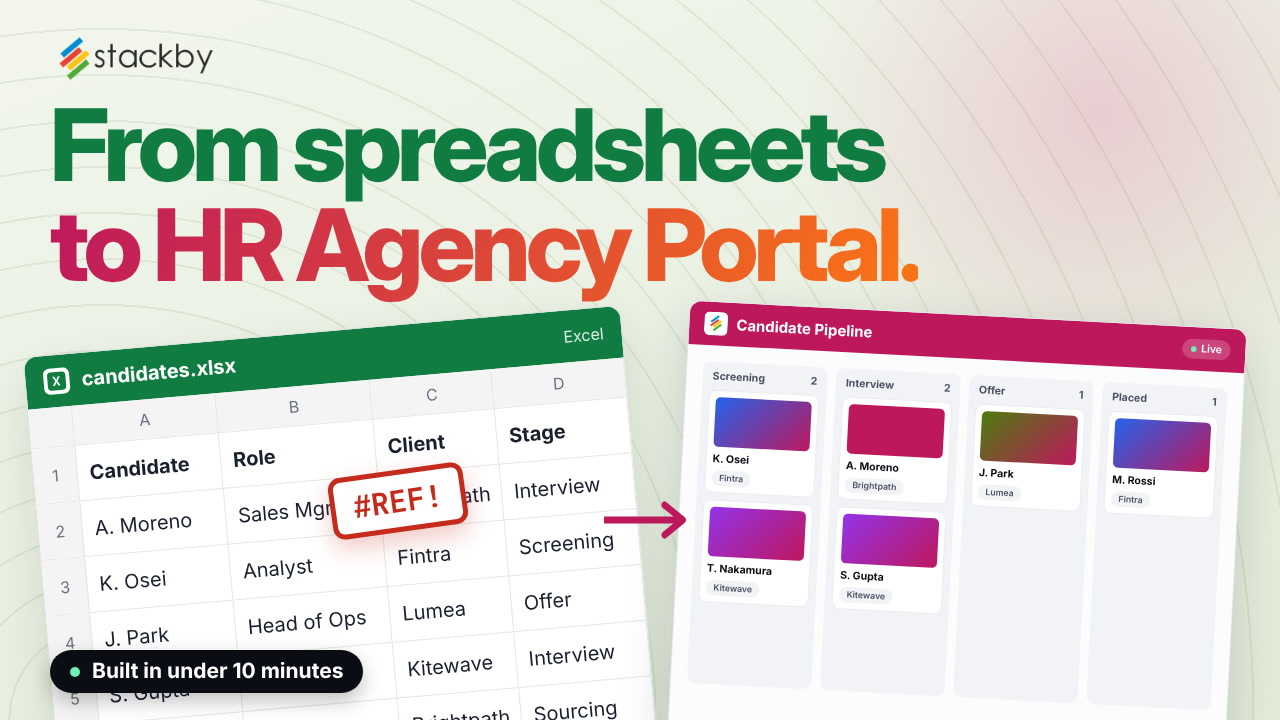 stackby
From spreadsheets
to HR Agency Portal.
X candidates.xlsx Excel
A B C D
1 Candidate Role Client Stage
2 A. Moreno Sales Mgr #REF! ath Interview
3 K. Osei Analyst Fintra Screening
4 J. Park Head of Ops Lumea Offer
5 S. Gupta Kitewave Interview
Brightpath Sourcing
Built in under 10 minutes
Candidate Pipeline Live
Screening 2
K. Osei
Fintra
T. Nakamura
Kitewave
Interview 2
A. Moreno
Brightpath
S. Gupta
Kitewave
Offer 1
J. Park
Lumea
Placed 1
M. Rossi
Fintra